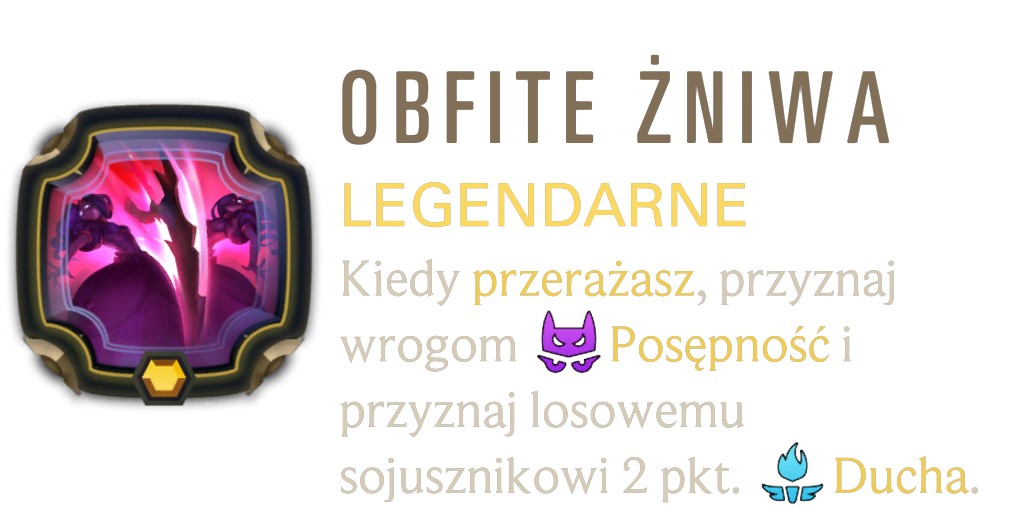 OBFITE ŻNIWA
LEGENDARNE
Kiedy przerażasz, przyznaj
wrogom Posępność i
przyznaj losowemu
sojusznikowi 2 pkt. Ducha.